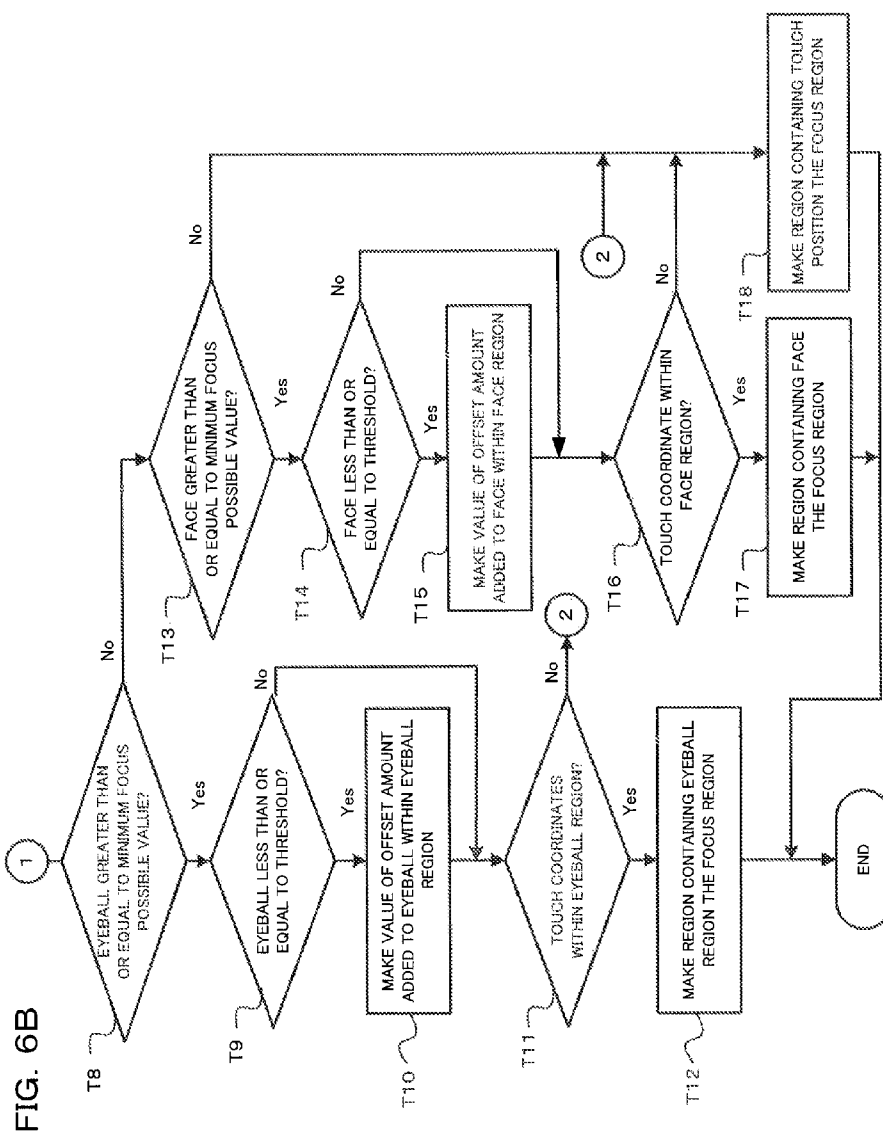 FIG. 6B
1
T8
EYEBALL GREATER THAN
OR EQUAL TO MINIMUM FOCUS
POSSIBLE VALUE?
No
Yes
T9
EYEBALL LESS THAN OR
EQUAL TO THRESHOLD?
No
Yes
T10
MAKE VALUE OF OFFSET AMOUNT
ADDED TO EYEBALL WITHIN EYEBALL
REGION
T11
TOUCH COORDINATES
WITHIN EYEBALL REGION?
No
2
Yes
T12
MAKE REGION CONTAINING EYEBALL
REGION THE FOCUS REGION
END
T13
FACE GREATER THAN
OR EQUAL TO MINIMUM FOCUS
POSSIBLE VALUE?
No
Yes
T14
FACE LESS THAN OR
EQUAL TO THRESHOLD?
No
Yes
T15
MAKE VALUE OF OFFSET AMOUNT
ADDED TO FACE WITHIN FACE REGION
2
T16
TOUCH COORDINATE WITHIN
FACE REGION?
No
Yes
T17
MAKE REGION CONTAINING FACE
THE FOCUS REGION
T18
MAKE REGION CONTAINING TOUCH
POSITION THE FOCUS REGION